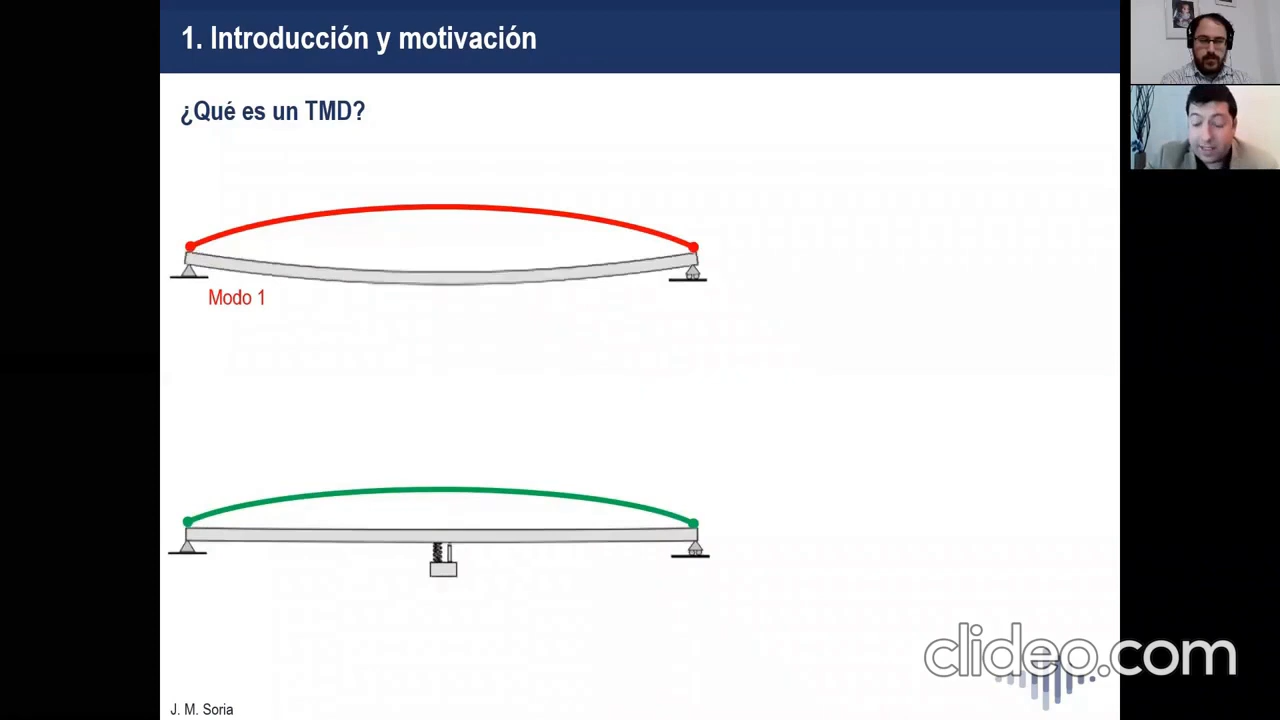 1. Introducción y motivación
¿Qué es un TMD?
Modo 1
clideo.com
J. M. Soria